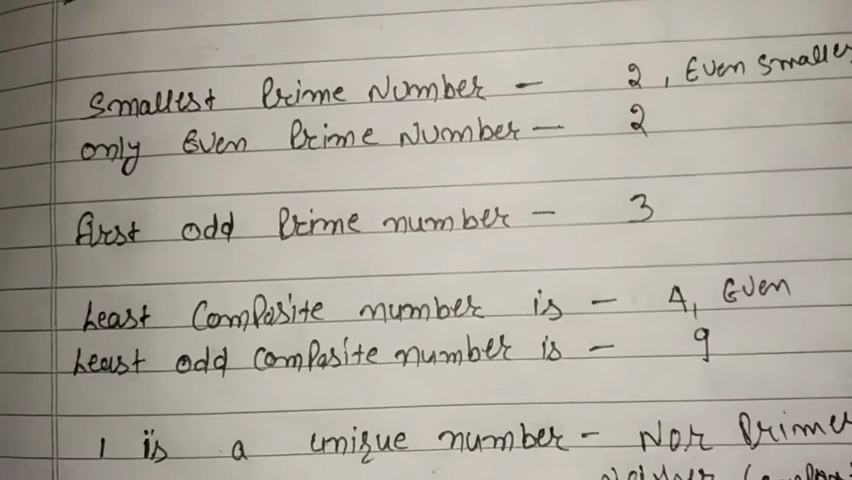 Smallest Prime Number – 2, Even smalle
only Even Prime Number – 2
first odd Prime number – 3
Least Composite number is – 4, Even
Least odd Composite number is – 9
1 is a unique number – Nor Prime